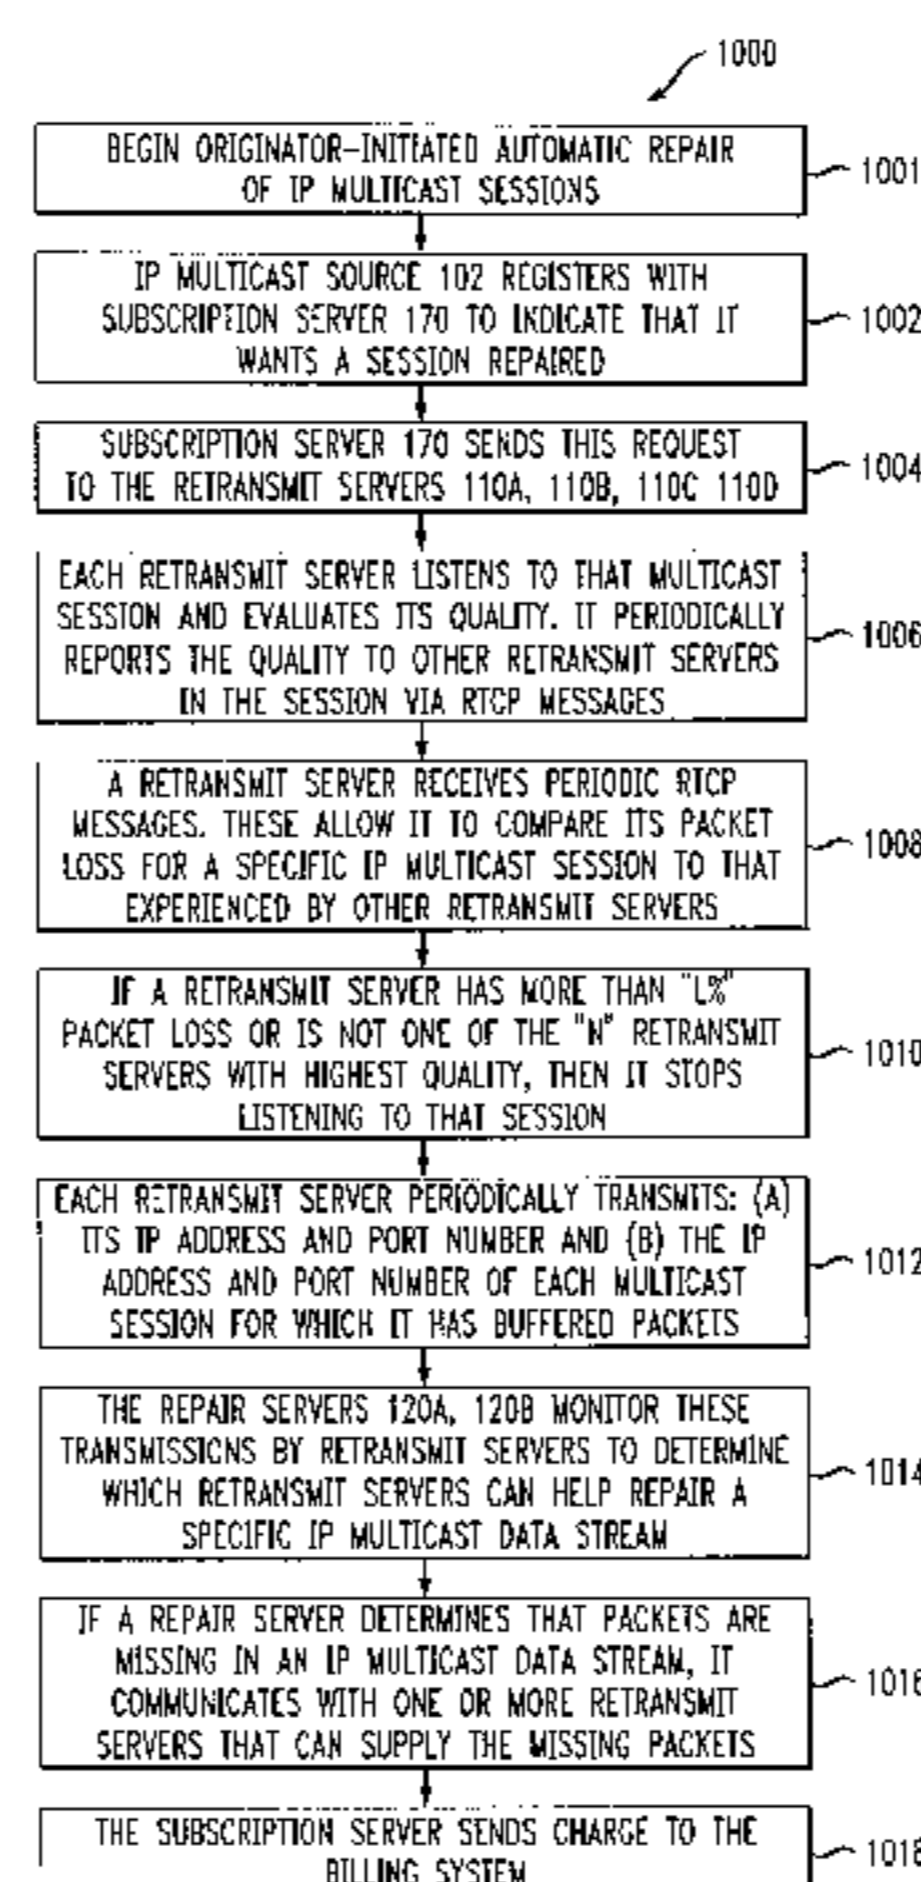 1000
BEGIN ORIGINATOR-INITIATED AUTOMATIC REPAIR
OF IP MULTICAST SESSIONS
1001
IP MULTICAST SOURCE 102 REGISTERS WITH
SUBSCRIPTION SERVER 170 TO INDICATE THAT IT
WANTS A SESSION REPAIRED
1002
SUBSCRIPTION SERVER 170 SENDS THIS REQUEST
TO THE RETRANSMIT SERVERS 110A, 110B, 110C 110D
1004
EACH RETRANSMIT SERVER LISTENS TO THAT MULTICAST
SESSION AND EVALUATES ITS QUALITY. IT PERIODICALLY
REPORTS THE QUALITY TO OTHER RETRANSMIT SERVERS
IN THE SESSION VIA RTCP MESSAGES
1006
A RETRANSMIT SERVER RECEIVES PERIODIC RTCP
MESSAGES. THESE ALLOW IT TO COMPARE ITS PACKET
LOSS FOR A SPECIFIC IP MULTICAST SESSION TO THAT
EXPERIENCED BY OTHER RETRANSMIT SERVERS
1008
IF A RETRANSMIT SERVER HAS MORE THAN "L%"
PACKET LOSS OR IS NOT ONE OF THE "N" RETRANSMIT
SERVERS WITH HIGHEST QUALITY, THEN IT STOPS
LISTENING TO THAT SESSION
1010
EACH RETRANSMIT SERVER PERIODICALLY TRANSMITS: (A)
ITS IP ADDRESS AND PORT NUMBER AND (B) THE IP
ADDRESS AND PORT NUMBER OF EACH MULTICAST
SESSION FOR WHICH IT HAS BUFFERED PACKETS
1012
THE REPAIR SERVERS 120A, 120B MONITOR THESE
TRANSMISSIONS BY RETRANSMIT SERVERS TO DETERMINE
WHICH RETRANSMIT SERVERS CAN HELP REPAIR A
SPECIFIC IP MULTICAST DATA STREAM
1014
IF A REPAIR SERVER DETERMINES THAT PACKETS ARE
MISSING IN AN IP MULTICAST DATA STREAM, IT
COMMUNICATES WITH ONE OR MORE RETRANSMIT
SERVERS THAT CAN SUPPLY THE MISSING PACKETS
1016
THE SUBSCRIPTION SERVER SENDS CHARGE TO THE
BILLING SYSTEM
1018